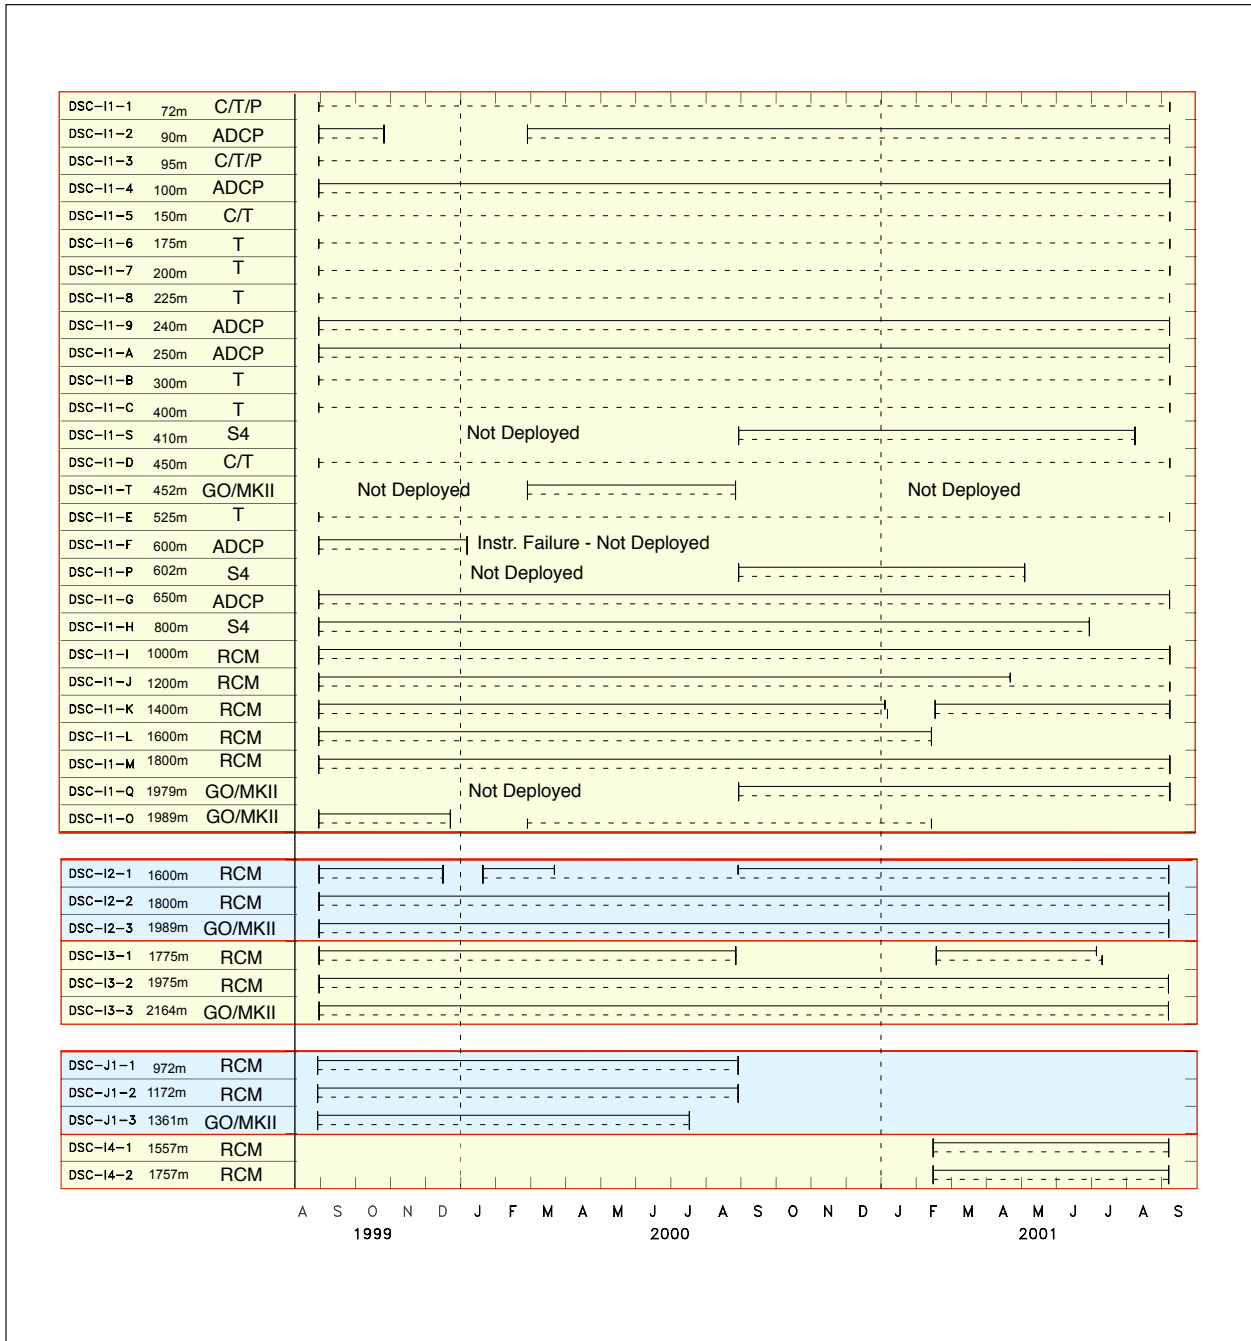 DSC-I1-1 72m C/T/P
DSC-I1-2 90m ADCP
DSC-I1-3 95m C/T/P
DSC-I1-4 100m ADCP
DSC-I1-5 150m C/T
DSC-I1-6 175m T
DSC-I1-7 200m T
DSC-I1-8 225m T
DSC-I1-9 240m ADCP
DSC-I1-A 250m ADCP
DSC-I1-B 300m T
DSC-I1-C 400m T
DSC-I1-S 410m S4 Not Deployed
DSC-I1-D 450m C/T
DSC-I1-T 452m GO/MKII Not Deployed Not Deployed
DSC-I1-E 525m T
DSC-I1-F 600m ADCP Instr. Failure - Not Deployed
DSC-I1-P 602m S4 Not Deployed
DSC-I1-G 650m ADCP
DSC-I1-H 800m S4
DSC-I1-I 1000m RCM
DSC-I1-J 1200m RCM
DSC-I1-K 1400m RCM
DSC-I1-L 1600m RCM
DSC-I1-M 1800m RCM
DSC-I1-Q 1979m GO/MKII Not Deployed
DSC-I1-O 1989m GO/MKII
DSC-I2-1 1600m RCM
DSC-I2-2 1800m RCM
DSC-I2-3 1989m GO/MKII
DSC-I3-1 1775m RCM
DSC-I3-2 1975m RCM
DSC-I3-3 2164m GO/MKII
DSC-J1-1 972m RCM
DSC-J1-2 1172m RCM
DSC-J1-3 1361m GO/MKII
DSC-I4-1 1557m RCM
DSC-I4-2 1757m RCM
A S O N D J F M A M J J A S O N D J F M A M J J A S
1999 2000 2001